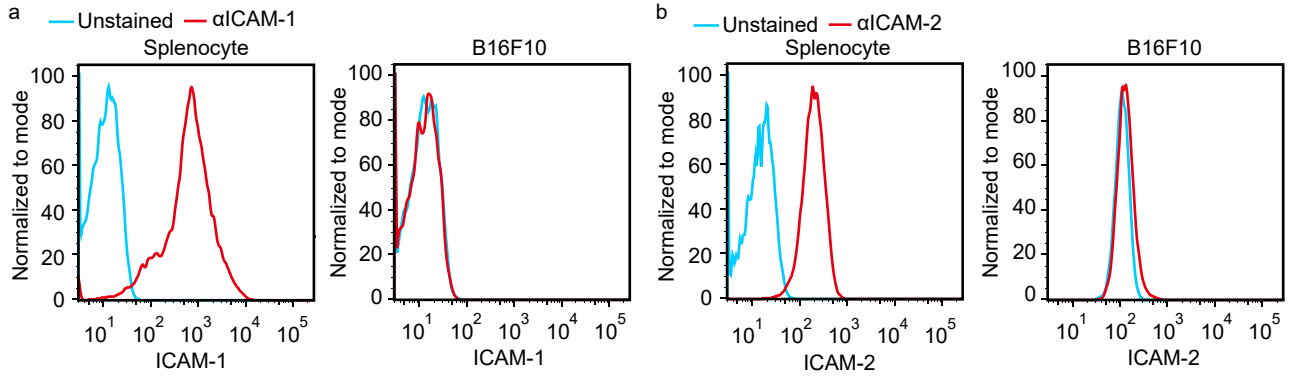 a
Unstained αICAM-1
Splenocyte
B16F10
Normalized to mode
100
80
60
40
20
0
10¹ 10² 10³ 10⁴ 10⁵
ICAM-1
Normalized to mode
100
80
60
40
20
0
10¹ 10² 10³ 10⁴ 10⁵
ICAM-1
b
Unstained αICAM-2
Splenocyte
B16F10
Normalized to mode
100
80
60
40
20
0
10¹ 10² 10³ 10⁴ 10⁵
ICAM-2
Normalized to mode
100
80
60
40
20
0
10¹ 10² 10³ 10⁴ 10⁵
ICAM-2